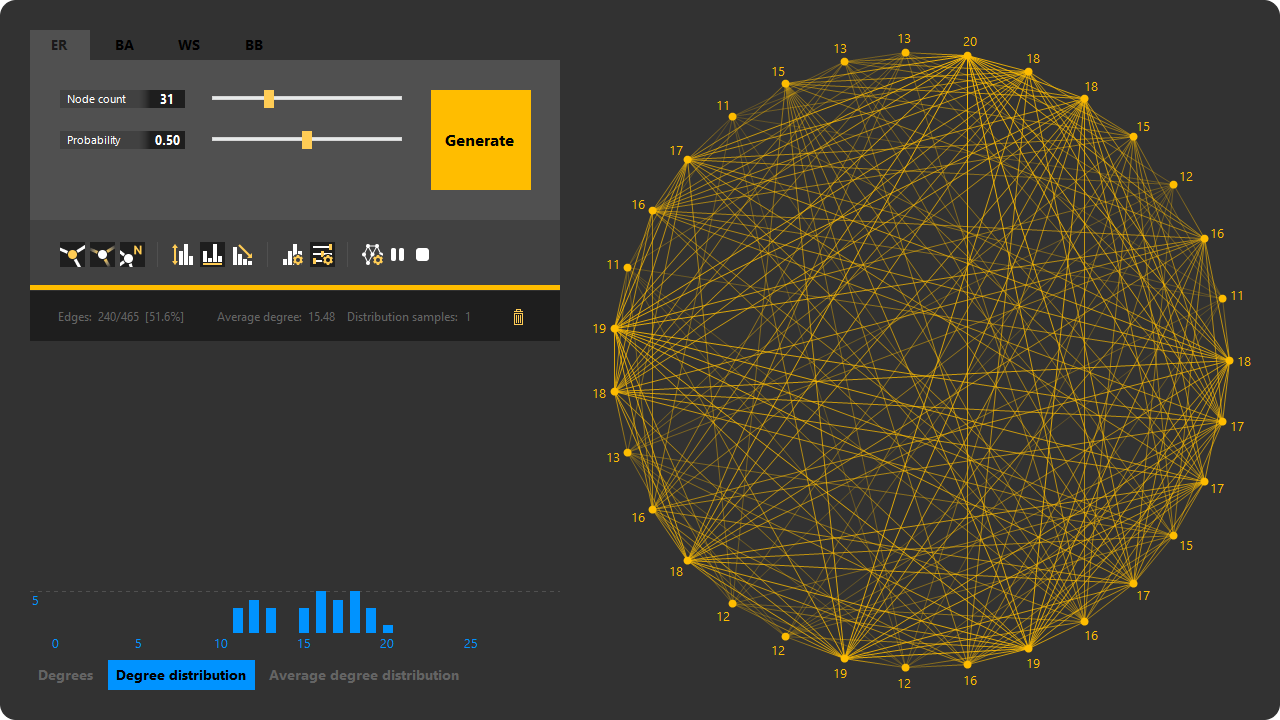 ER BA WS BB
Node count 31
Probability 0.50
Generate
N
Edges: 240/465 [51.6%] Average degree: 15.48 Distribution samples: 1
5
0 5 10 15 20 25
Degrees Degree distribution Average degree distribution
20
13 13 18
15 18
11 15
17 12
16 16
11 11
19 18
18 17
13 17
16 15
18 17
12 16
12 19
19 12 16